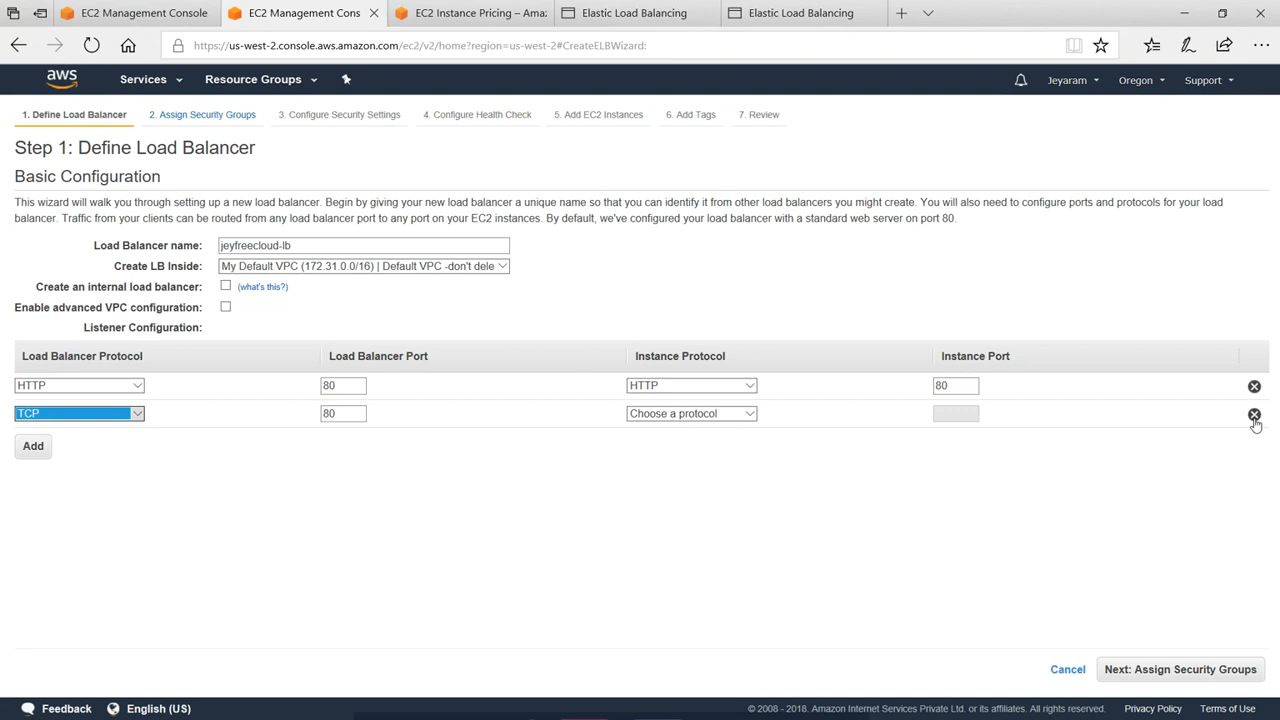 EC2 Management Console
EC2 Management Cons
EC2 Instance Pricing – Ama
Elastic Load Balancing
Elastic Load Balancing
https://us-west-2.console.aws.amazon.com/ec2/v2/home?region=us-west-2#CreateELBWizard:
aws
Services
Resource Groups
Jeyaram
Oregon
Support
1. Define Load Balancer
2. Assign Security Groups
3. Configure Security Settings
4. Configure Health Check
5. Add EC2 Instances
6. Add Tags
7. Review
Step 1: Define Load Balancer
Basic Configuration
This wizard will walk you through setting up a new load balancer. Begin by giving your new load balancer a unique name so that you can identify it from other load balancers you might create. You will also need to configure ports and protocols for your load
balancer. Traffic from your clients can be routed from any load balancer port to any port on your EC2 instances. By default, we've configured your load balancer with a standard web server on port 80.
Load Balancer name: jeyfreecloud-lb
Create LB Inside: My Default VPC (172.31.0.0/16) | Default VPC -don't dele
Create an internal load balancer: (what's this?)
Enable advanced VPC configuration:
Listener Configuration:
Load Balancer Protocol Load Balancer Port Instance Protocol Instance Port
HTTP 80 HTTP 80
TCP 80 Choose a protocol
Add
Cancel
Next: Assign Security Groups
Feedback
English (US)
© 2008 - 2018, Amazon Internet Services Private Ltd. or its affiliates. All rights reserved.
Privacy Policy
Terms of Use